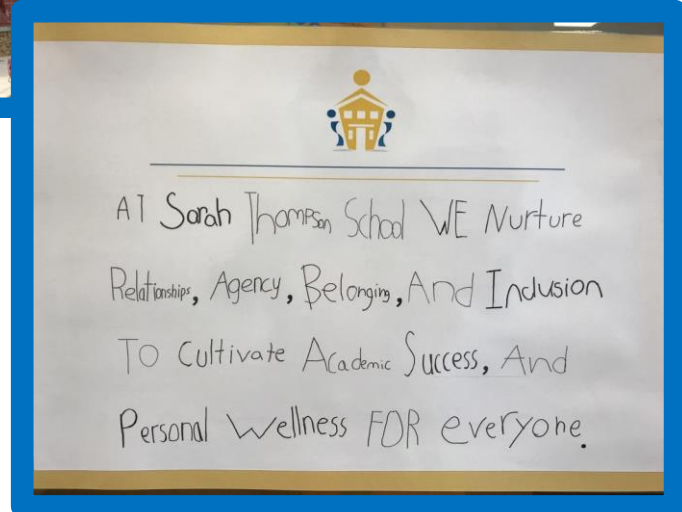 AT Sarah Thompson School WE Nurture
Relationships, Agency, Belonging, And Inclusion
TO Cultivate Academic Success, And
Personal Wellness FOR everyone.